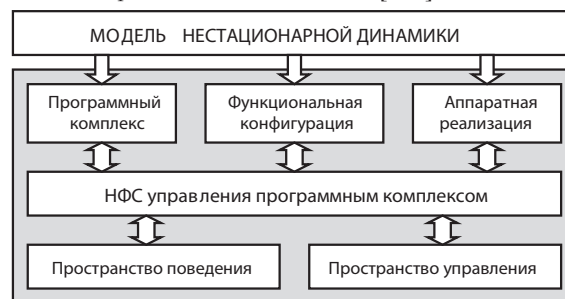 МОДЕЛЬ НЕСТАЦИОНАРНОЙ ДИНАМИКИ
Программный
комплекс
Функциональная
конфигурация
Аппаратная
реализация
НФС управления программным комплексом
Пространство поведения
Пространство управления